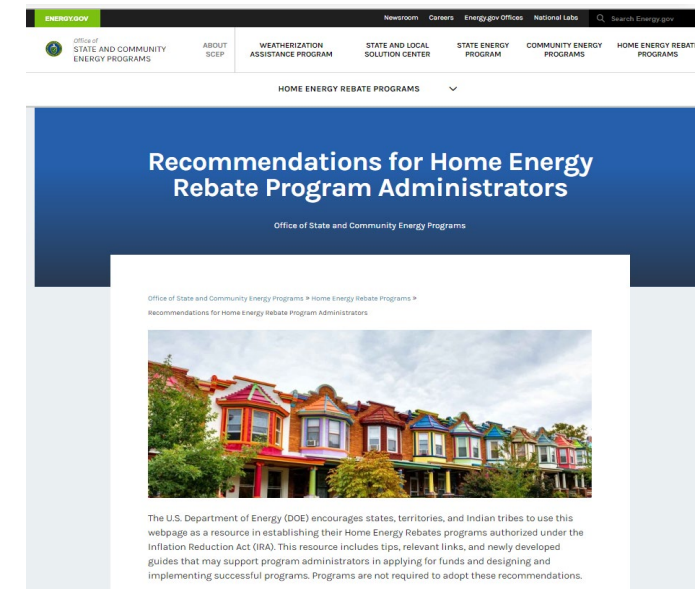 ENERGY.GOV
Newsroom Careers Energy.gov Offices National Labs Search Energy.gov
Office of
STATE AND COMMUNITY
ENERGY PROGRAMS
ABOUT
SCEP
WEATHERIZATION
ASSISTANCE PROGRAM
STATE AND LOCAL
SOLUTION CENTER
STATE ENERGY
PROGRAM
COMMUNITY ENERGY
PROGRAMS
HOME ENERGY REBATE
PROGRAMS
HOME ENERGY REBATE PROGRAMS
Recommendations for Home Energy
Rebate Program Administrators
Office of State and Community Energy Programs
Office of State and Community Energy Programs » Home Energy Rebate Programs »
Recommendations for Home Energy Rebate Program Administrators
The U.S. Department of Energy (DOE) encourages states, territories, and Indian tribes to use this
webpage as a resource in establishing their Home Energy Rebates programs authorized under the
Inflation Reduction Act (IRA). This resource includes tips, relevant links, and newly developed
guides that may support program administrators in applying for funds and designing and
implementing successful programs. Programs are not required to adopt these recommendations.